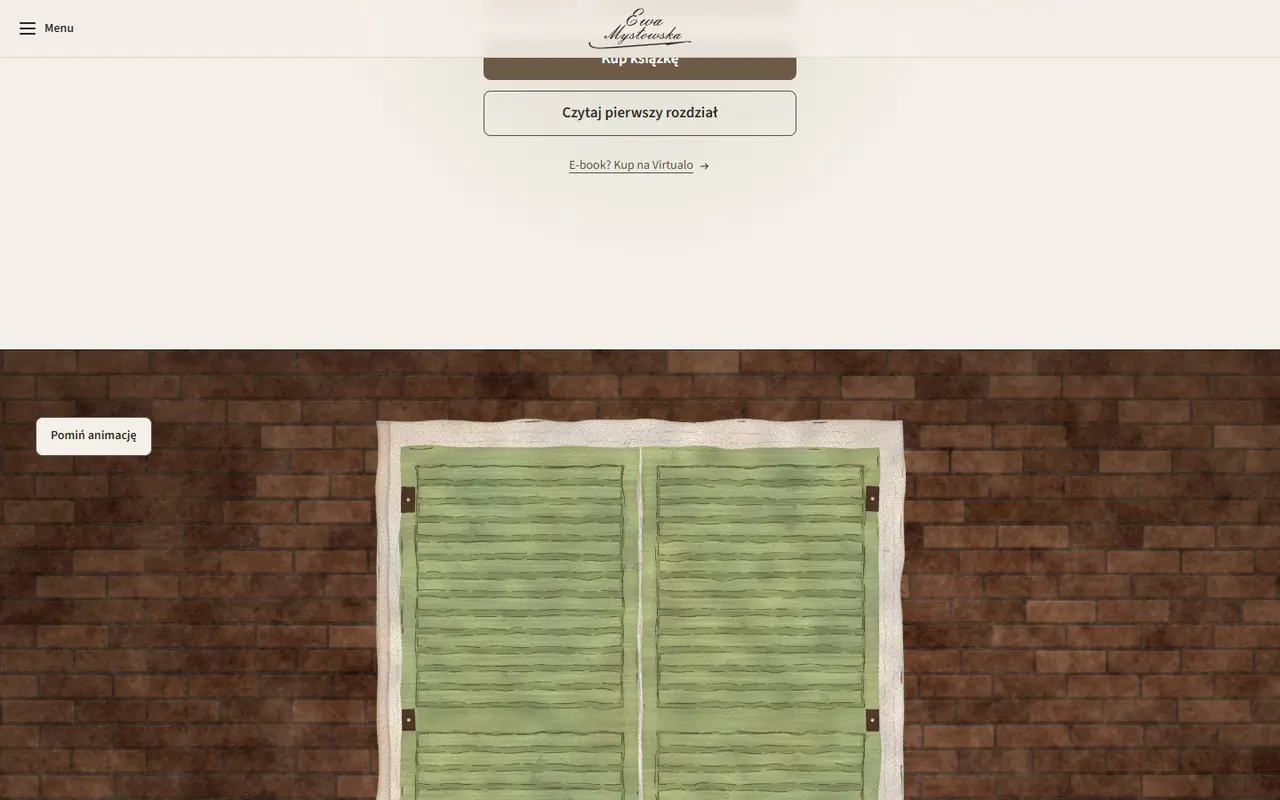 Menu
Ewa
Mysłowska
Kup książkę
Czytaj pierwszy rozdział
E-book? Kup na Virtualo →
Pomiń animację